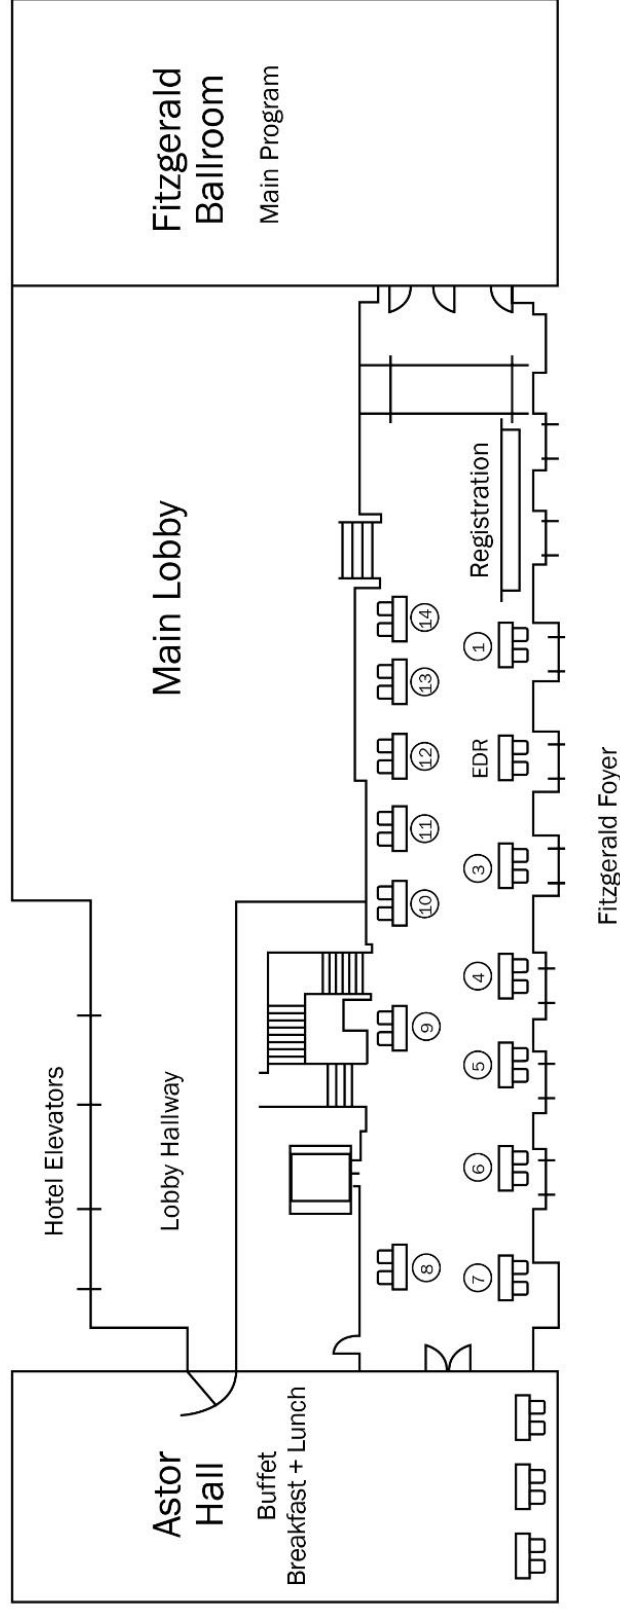 Astor
Hall
Buffet
Breakfast + Lunch
Hotel Elevators
Lobby Hallway
Main Lobby
Fitzgerald
Ballroom
Main Program
8
9
10
11
12
13
14
7
6
5
4
3
EDR
1
Registration
Fitzgerald Foyer